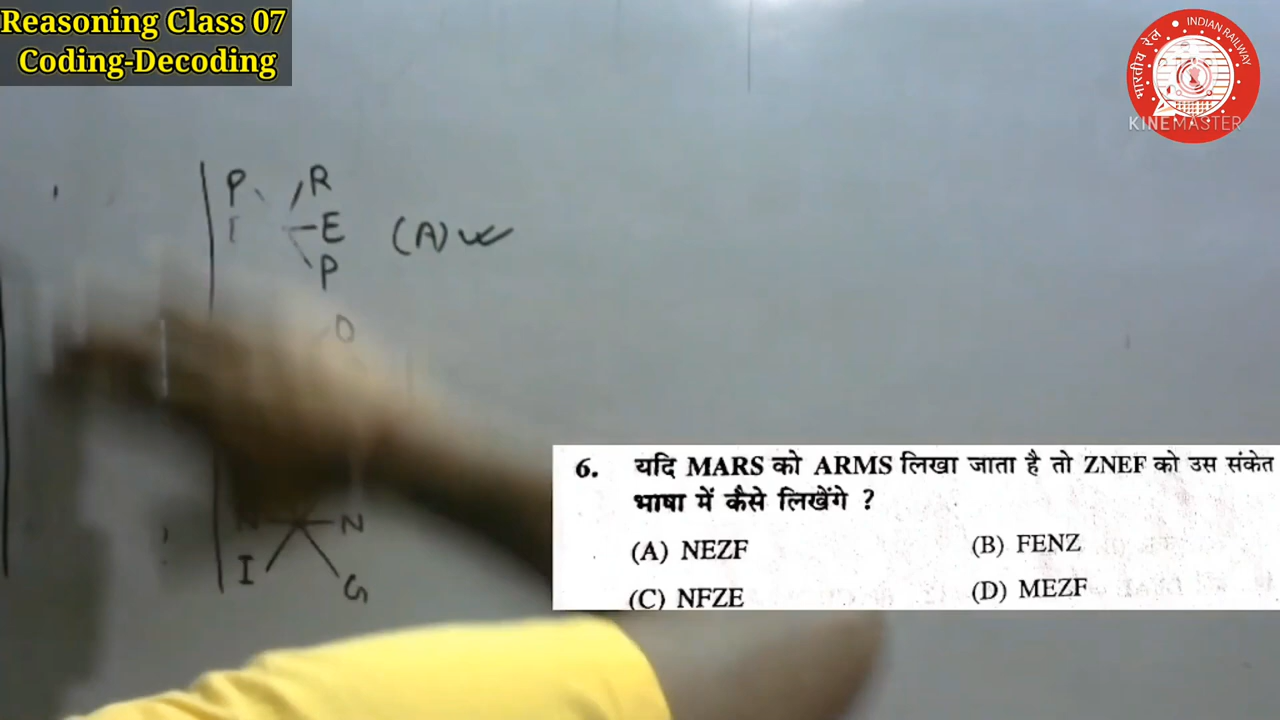 Reasoning Class 07
Coding-Decoding
भारतीय रेल INDIAN RAILWAY
KINEMASTER
P R
E (A)
P
O
N N
I G
6. यदि MARS को ARMS लिखा जाता है तो ZNEF को उस संकेत
भाषा में कैसे लिखेंगे ?
(A) NEZF (B) FENZ
(C) NFZE (D) MEZF